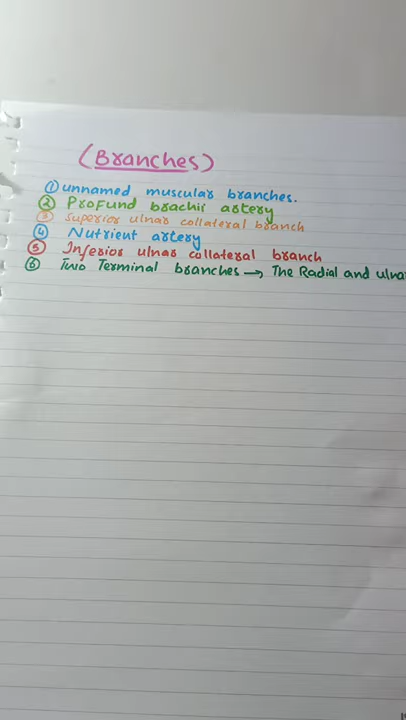 (Branches)
① unnamed muscular branches.
② Profund brachii artery
③ Superior ulnar collateral branch
④ Nutrient artery
⑤ Inferior ulnar collateral branch
⑥ Two Terminal branches → The Radial and ulna